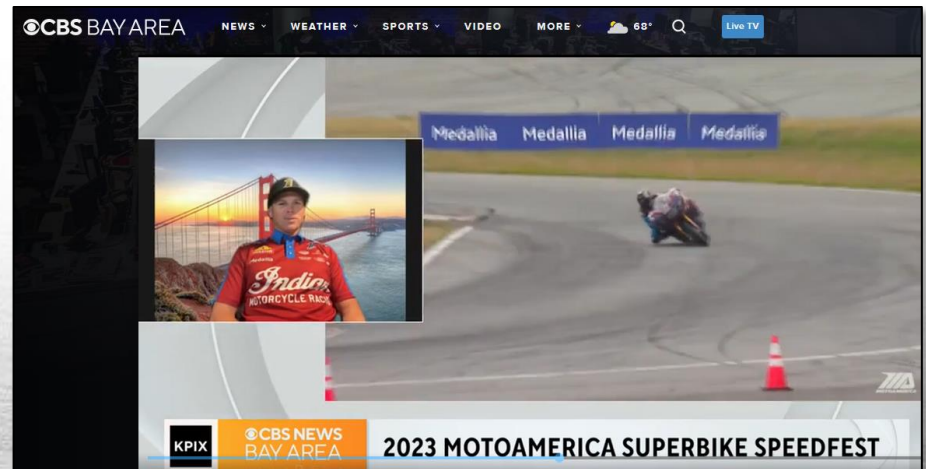 CBS BAY AREA NEWS WEATHER SPORTS VIDEO MORE 68° Live TV
Medallia Medallia Medallia Medallia
Indian
MOTORCYCLE RACING
KPIX
CBS NEWS
BAY AREA
2023 MOTOAMERICA SUPERBIKE SPEEDFEST